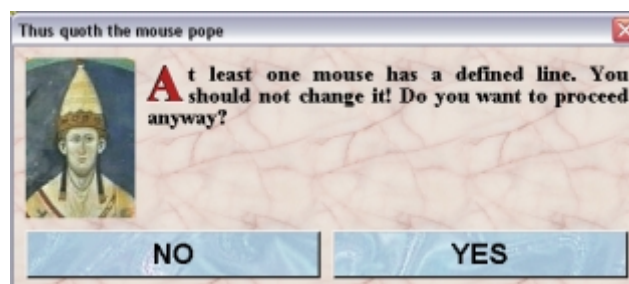 Thus quoth the mouse pope
At least one mouse has a defined line. You
should not change it! Do you want to proceed
anyway?
NO
YES